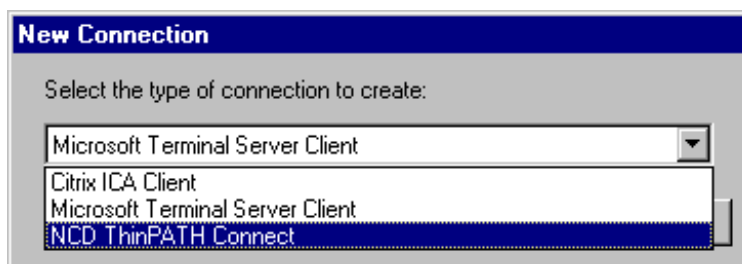 New Connection
Select the type of connection to create:
Microsoft Terminal Server Client
Citrix ICA Client
Microsoft Terminal Server Client
NCD ThinPATH Connect